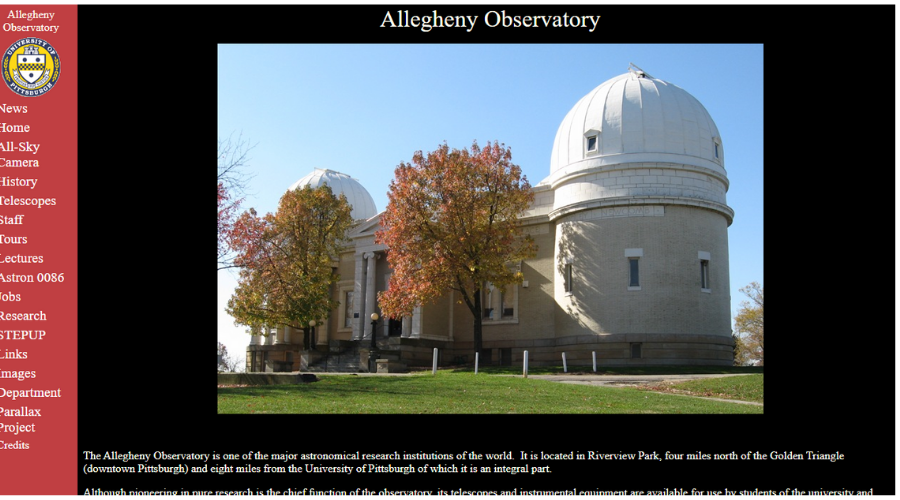 Allegheny
Observatory
UNIVERSITY OF
PITTSBURGH
News
Home
All-Sky
Camera
History
Telescopes
Staff
Tours
Lectures
Astron 0086
Jobs
Research
STEPUP
Links
Images
Department
Parallax
Project
Credits
Allegheny Observatory
The Allegheny Observatory is one of the major astronomical research institutions of the world.  It is located in Riverview Park, four miles north of the Golden Triangle
(downtown Pittsburgh) and eight miles from the University of Pittsburgh of which it is an integral part.
Although pioneering in pure research is the chief function of the observatory, its telescopes and instrumental equipment are available for use by students of the university and